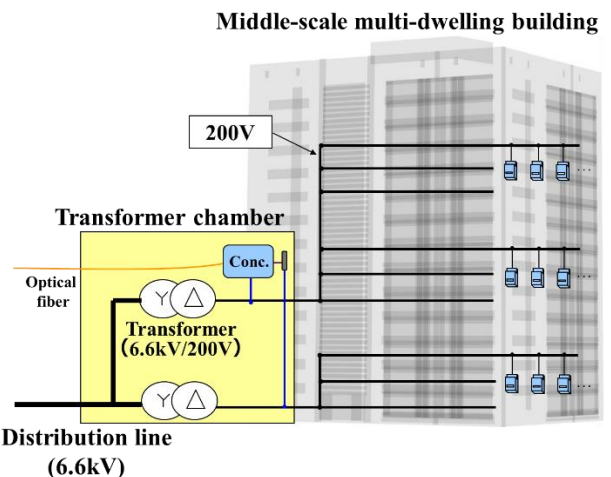 Middle-scale multi-dwelling building
200V
Transformer chamber
Conc.
Optical
fiber
Y
△
Transformer
(6.6kV/200V)
Y
△
Distribution line
(6.6kV)
...
...
...